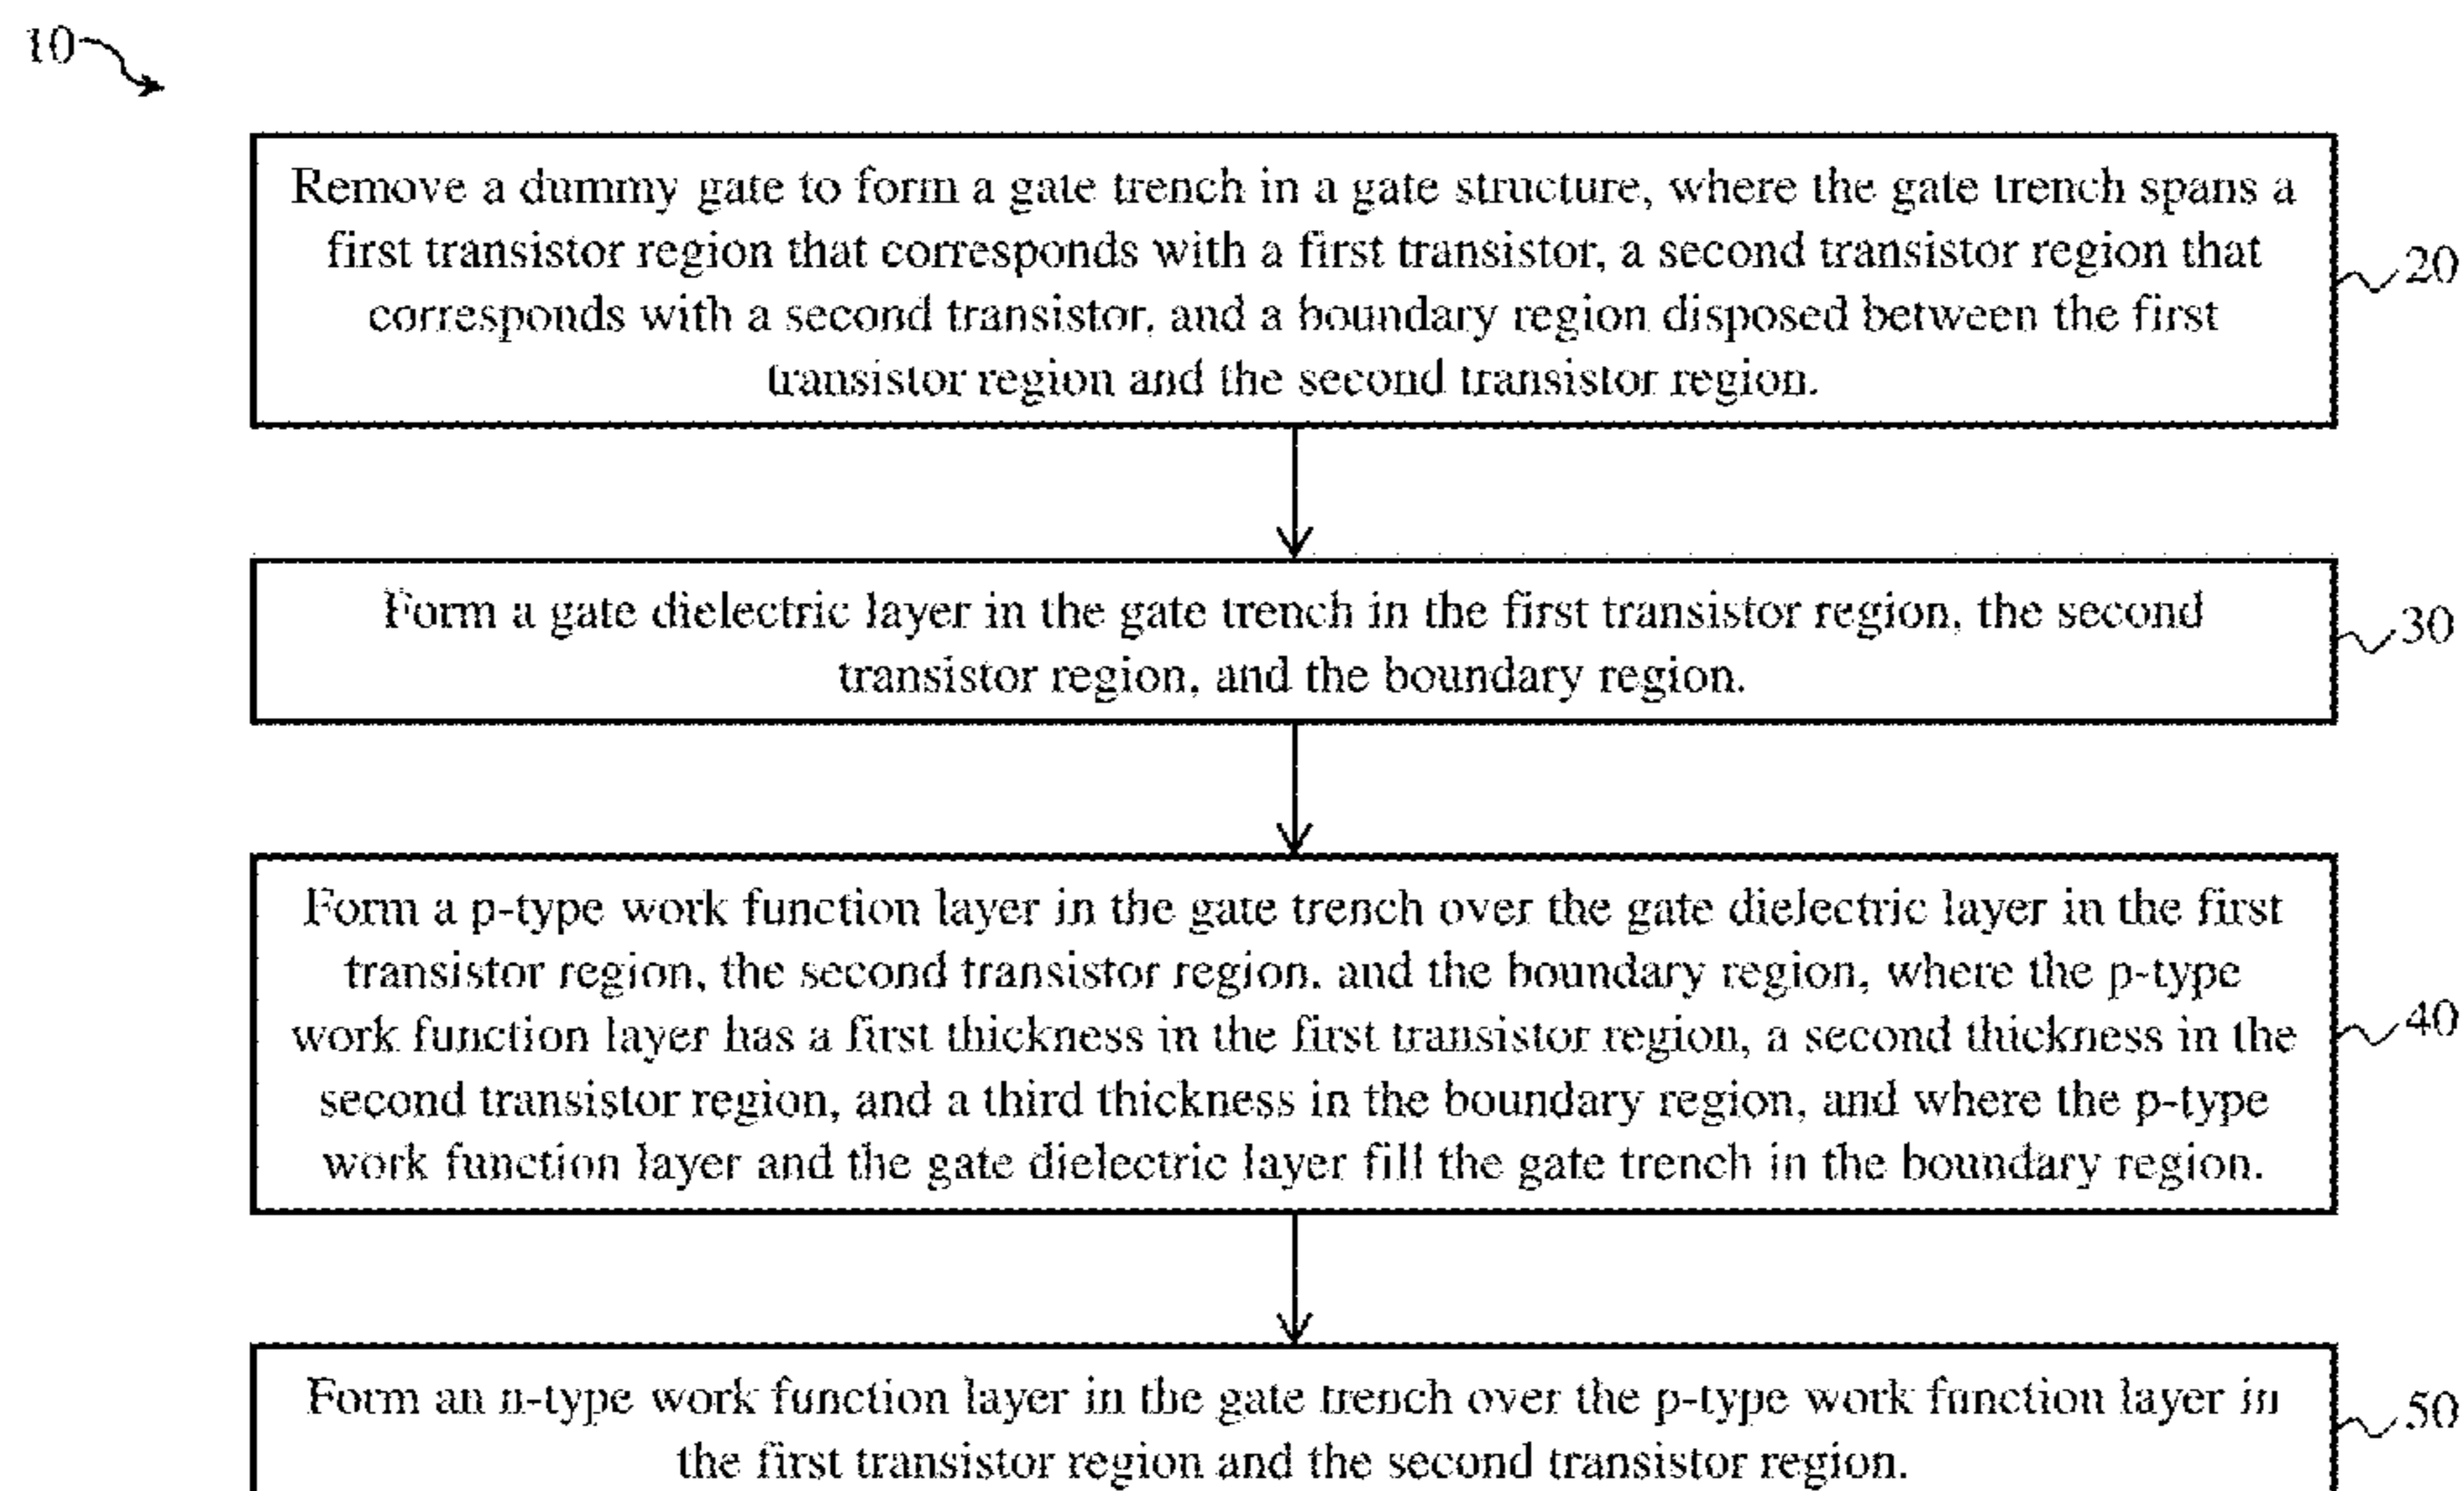 10
Remove a dummy gate to form a gate trench in a gate structure, where the gate trench spans a
first transistor region that corresponds with a first transistor, a second transistor region that
corresponds with a second transistor, and a boundary region disposed between the first
transistor region and the second transistor region.
20
Form a gate dielectric layer in the gate trench in the first transistor region, the second
transistor region, and the boundary region.
30
Form a p-type work function layer in the gate trench over the gate dielectric layer in the first
transistor region, the second transistor region, and the boundary region, where the p-type
work function layer has a first thickness in the first transistor region, a second thickness in the
second transistor region, and a third thickness in the boundary region, and where the p-type
work function layer and the gate dielectric layer fill the gate trench in the boundary region.
40
Form an n-type work function layer in the gate trench over the p-type work function layer in
the first transistor region and the second transistor region.
50